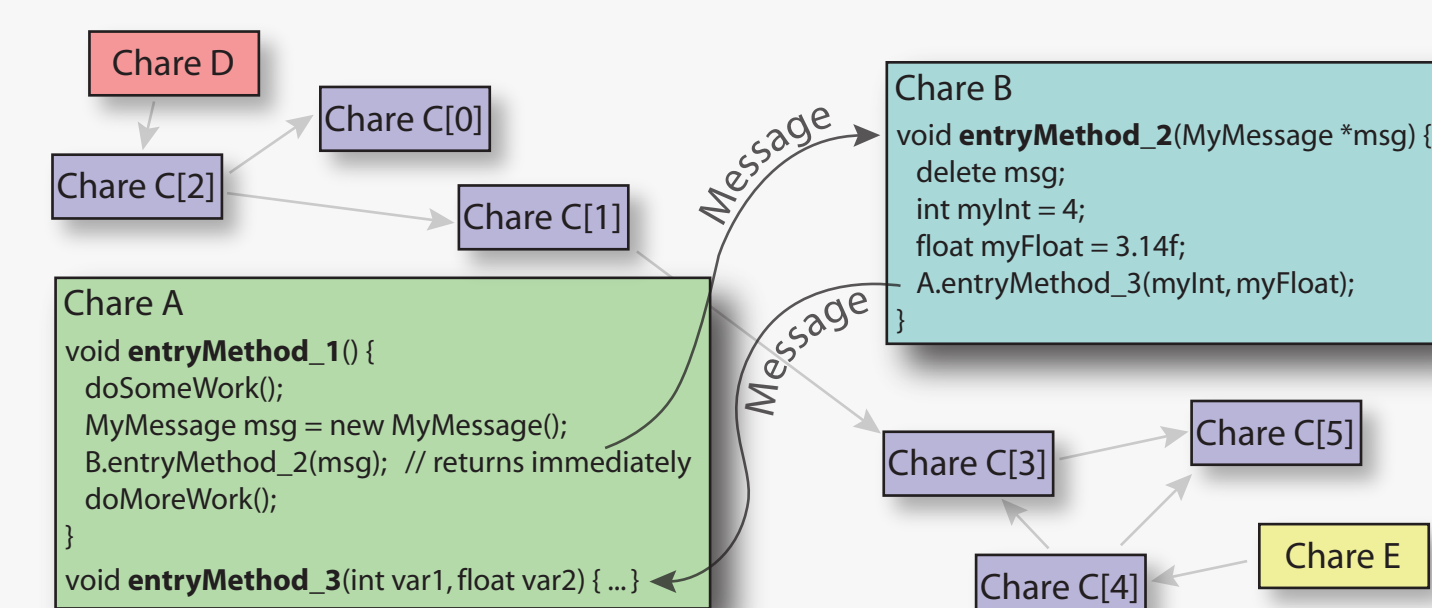 Chare D
Chare C[0]
Chare C[2]
Chare C[1]
Message
Chare B
void entryMethod_2(MyMessage *msg) {
delete msg;
int myInt = 4;
float myFloat = 3.14f;
A.entryMethod_3(myInt, myFloat);
}
Message
Chare A
void entryMethod_1() {
doSomeWork();
MyMessage msg = new MyMessage();
B.entryMethod_2(msg); // returns immediately
doMoreWork();
}
void entryMethod_3(int var1, float var2) { ... }
Chare C[3]
Chare C[5]
Chare C[4]
Chare E